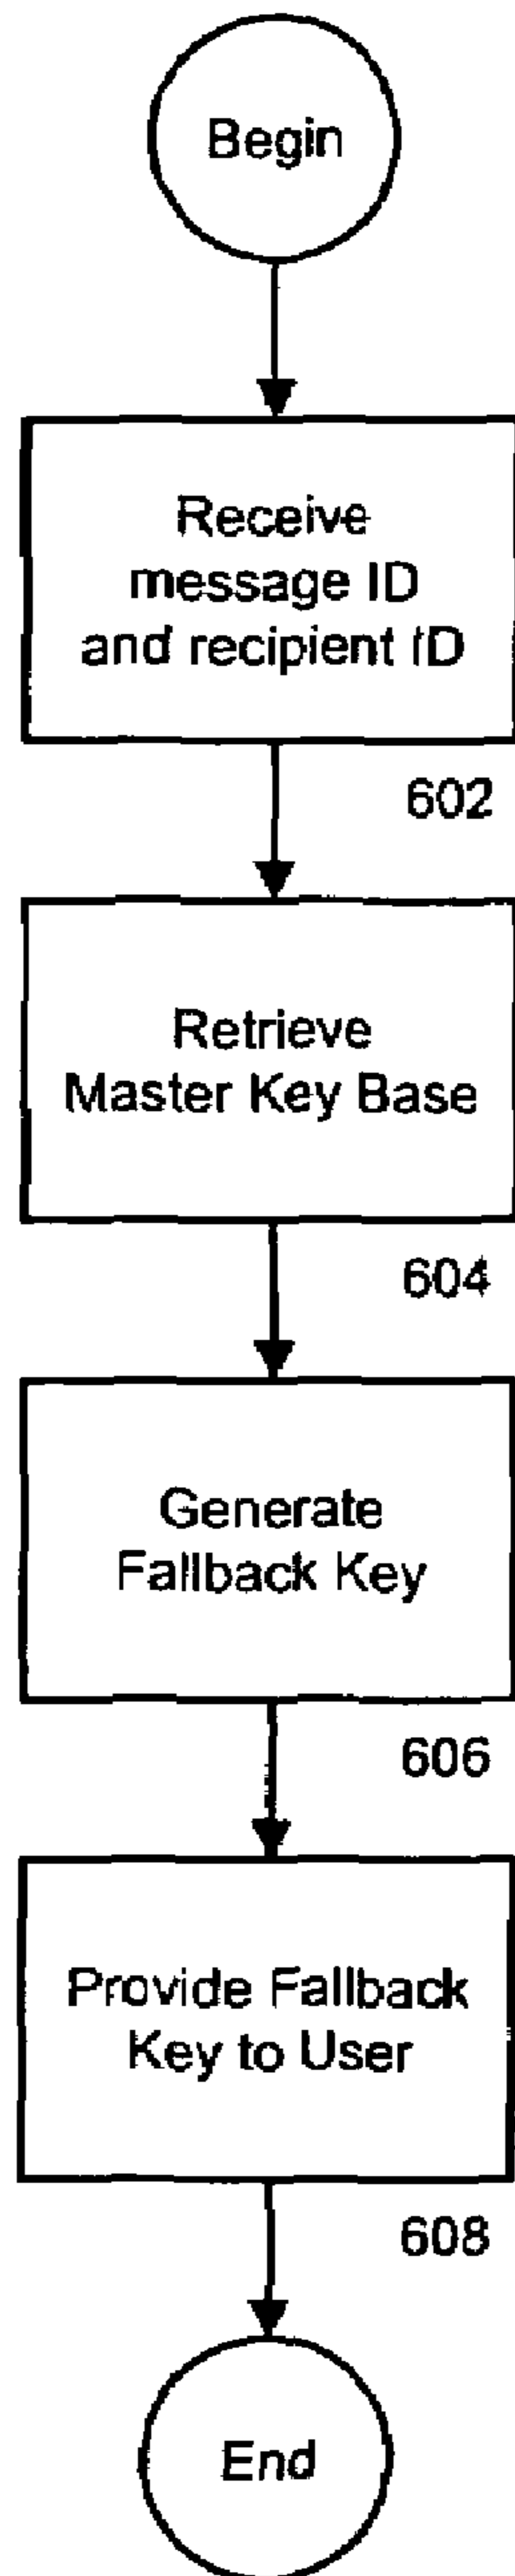 Begin
Receive
message ID
and recipient ID
602
Retrieve
Master Key Base
604
Generate
Fallback Key
606
Provide Fallback
Key to User
608
End